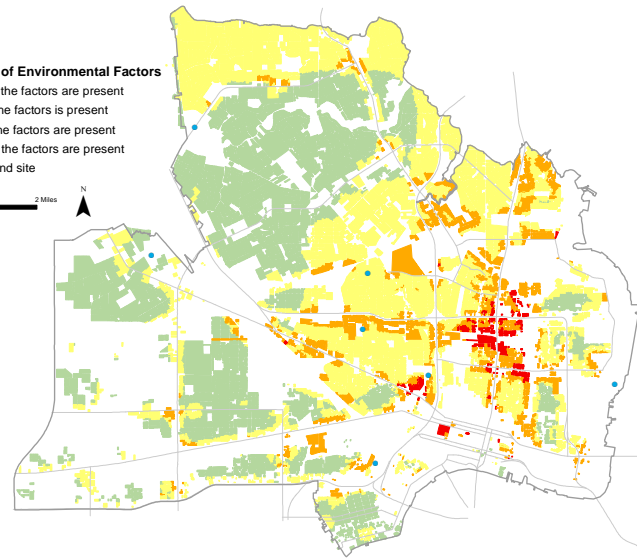 of Environmental Factors
the factors are present
he factors is present
he factors are present
the factors are present
nd site
2 Miles
N